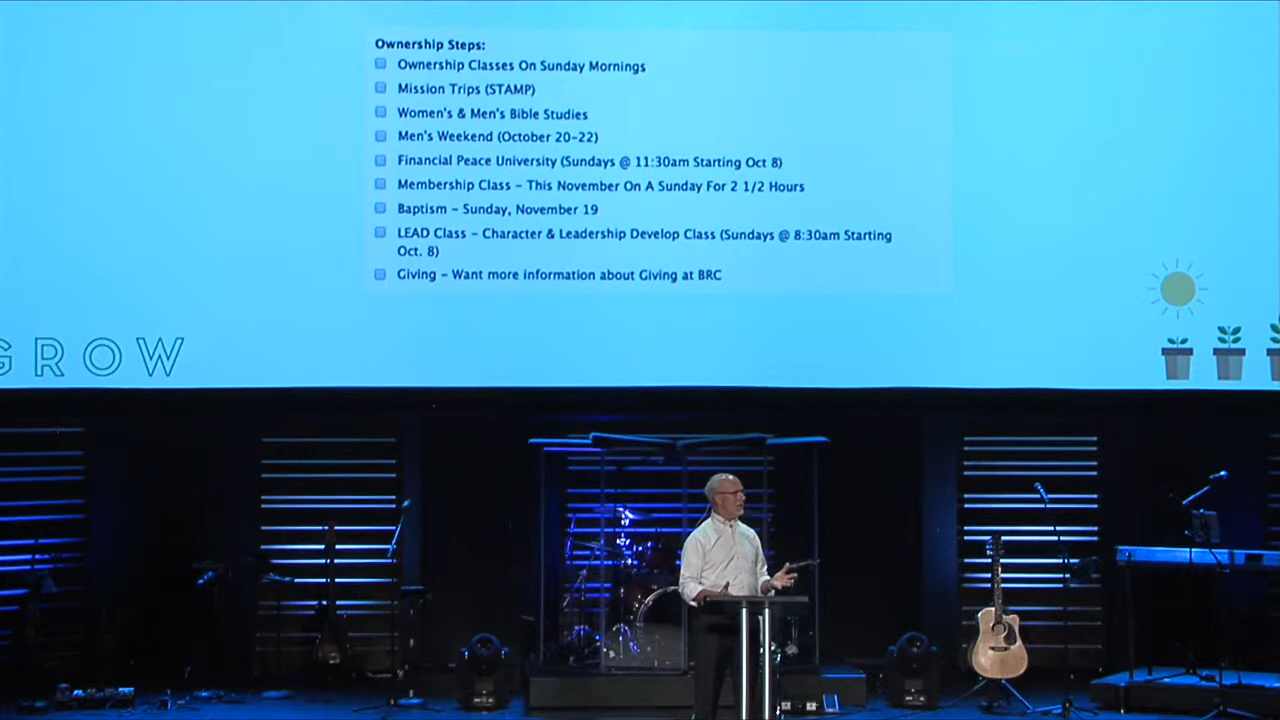 Ownership Steps:
Ownership Classes On Sunday Mornings
Mission Trips (STAMP)
Women's & Men's Bible Studies
Men's Weekend (October 20-22)
Financial Peace University (Sundays @ 11:30am Starting Oct 8)
Membership Class - This November On A Sunday For 2 1/2 Hours
Baptism - Sunday, November 19
LEAD Class - Character & Leadership Develop Class (Sundays @ 8:30am Starting
Oct. 8)
Giving - Want more information about Giving at BRC
GROW